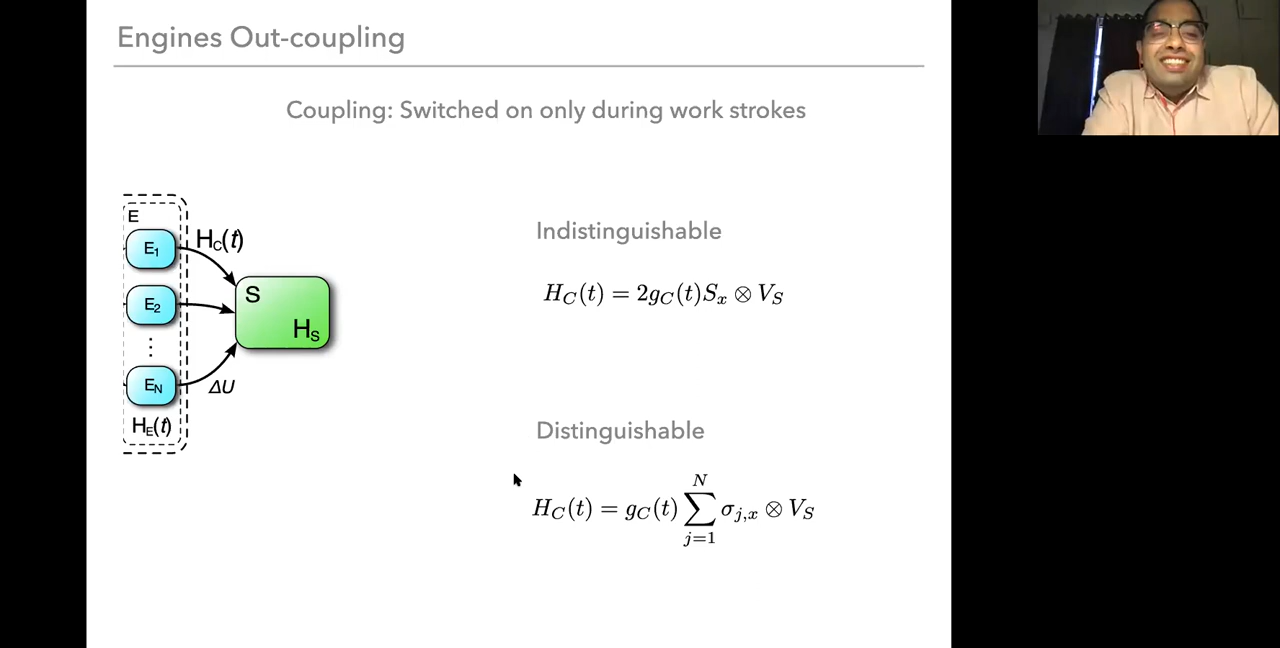 Engines Out-coupling
Coupling: Switched on only during work strokes
E
E₁
H_C(t)
E₂
S
H_S
⋮
E_N
ΔU
H_E(t)
Indistinguishable
H_C(t) = 2g_C(t)S_x ⊗ V_S
Distinguishable
H_C(t) = g_C(t) ∑_{j=1}^{N} σ_{j,x} ⊗ V_S